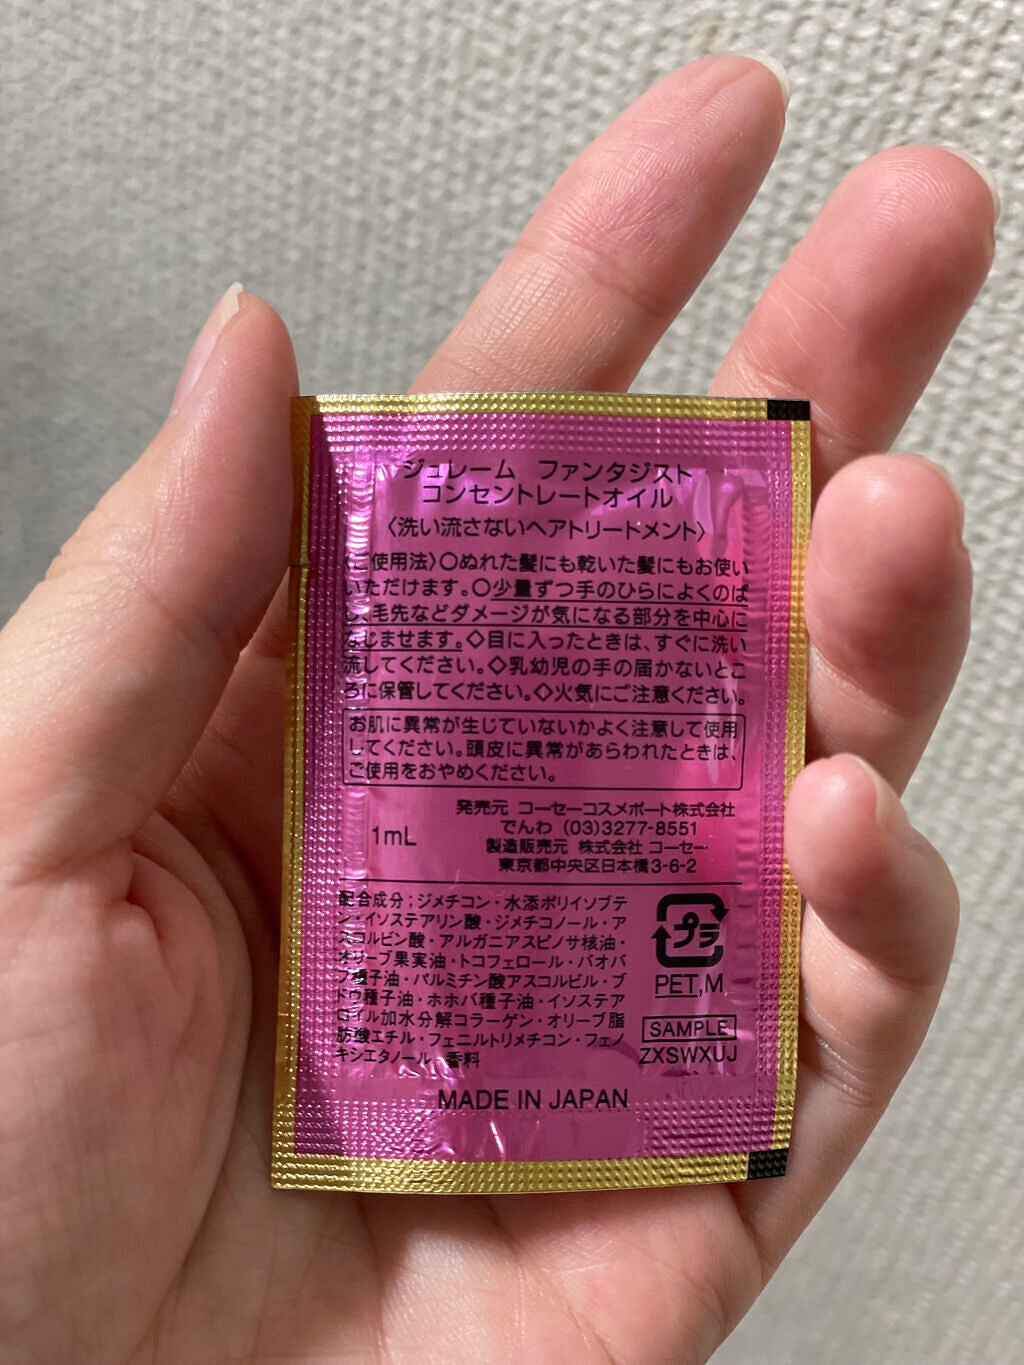 ジュレーム ファンタジスト
コンセントレートオイル
〈洗い流さないヘアトリートメント〉
〈ご使用法〉○ぬれた髪にも乾いた髪にもお使い
いただけます。○少量ずつ手のひらによくのば
し、毛先などダメージが気になる部分を中心に
なじませます。◇目に入ったときは、すぐに洗い
流してください。◇乳幼児の手の届かないとこ
ろに保管してください。◇火気にご注意ください。
お肌に異常が生じていないかよく注意して使用
してください。頭皮に異常があらわれたときは、
ご使用をおやめください。
発売元 コーセーコスメポート株式会社
でんわ (03)3277-8551
製造販売元 株式会社 コーセー
東京都中央区日本橋3-6-2
1mL
配合成分；ジメチコン・水添ポリイソブテ
ン・イソステアリン酸・ジメチコノール・ア
スコルビン酸・アルガニアスピノサ核油・
オリーブ果実油・トコフェロール・バオバ
ブ種子油・パルミチン酸アスコルビル・ブ
ドウ種子油・ホホバ種子油・イソステア
ロイル加水分解コラーゲン・オリーブ脂
肪酸エチル・フェニルトリメチコン・フェノ
キシエタノール・香料
プラ
PET,M
SAMPLE
ZXSWXUJ
MADE IN JAPAN